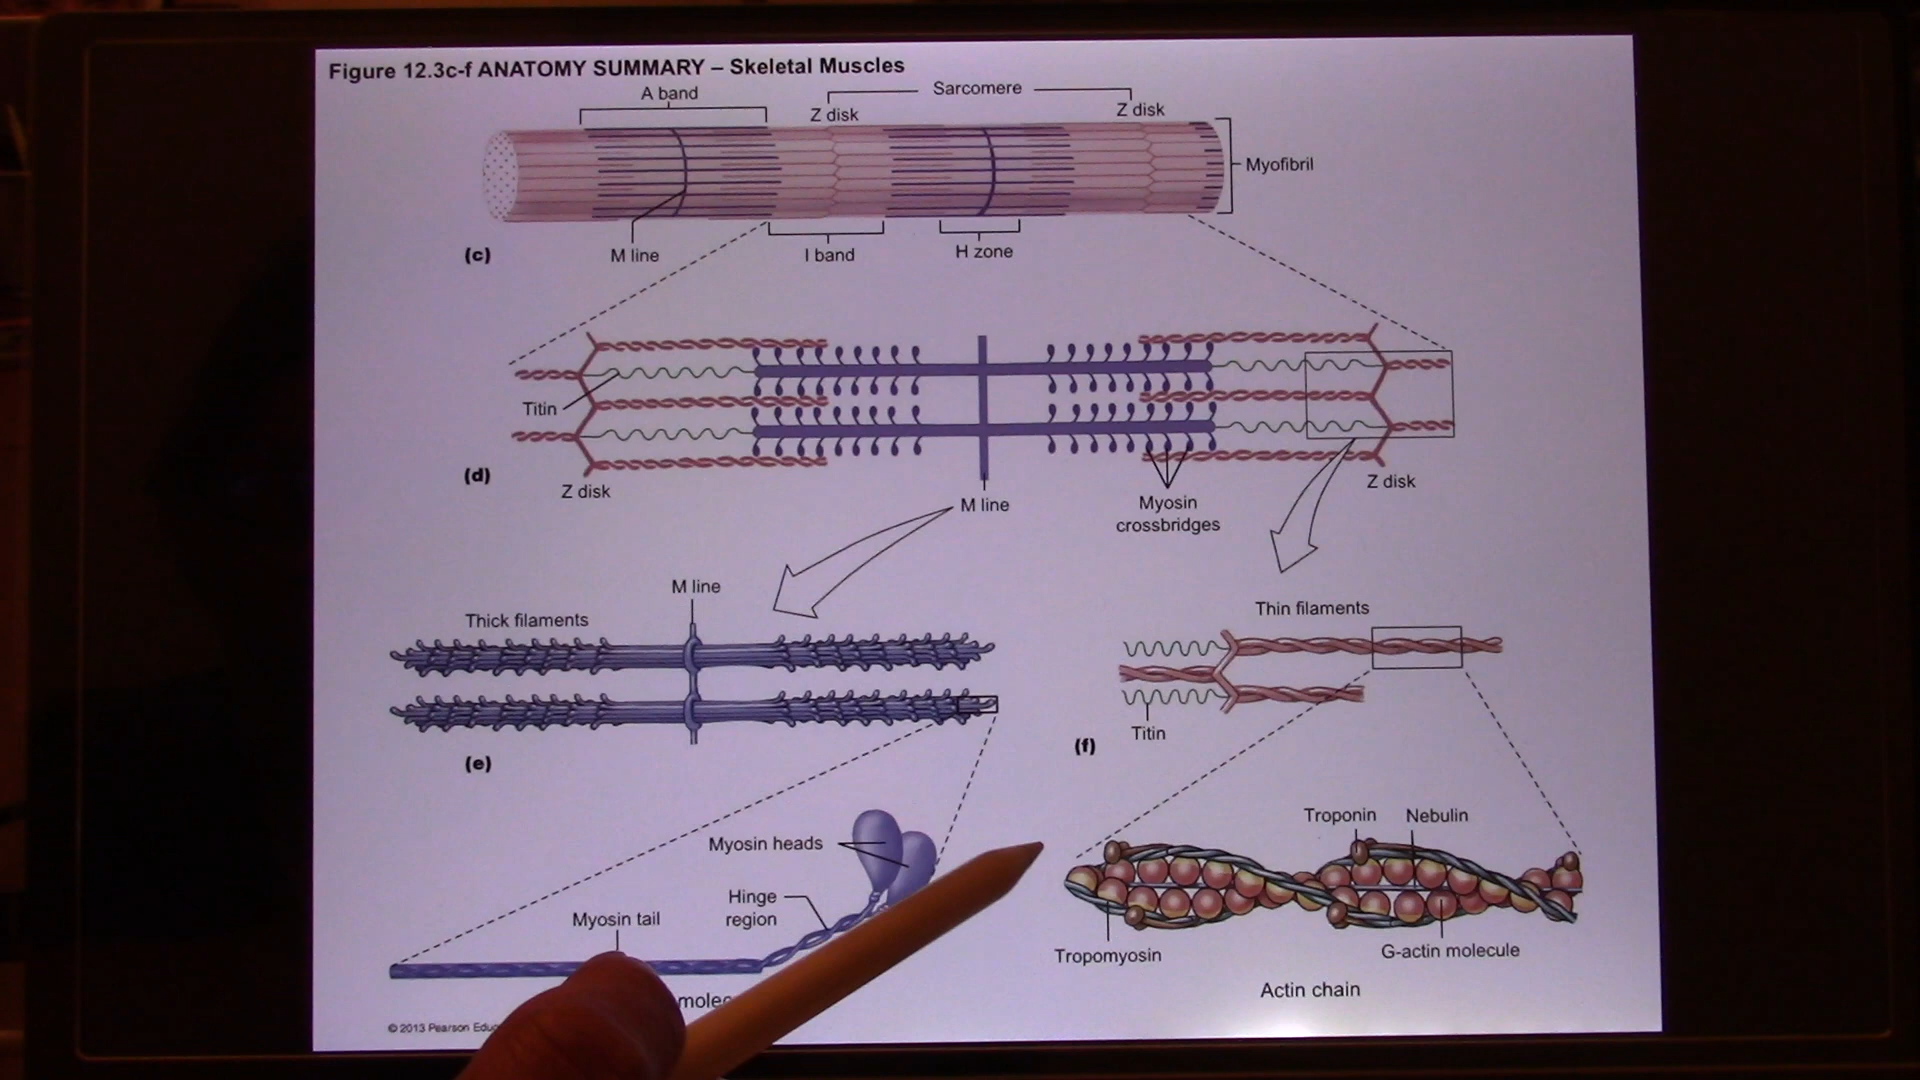 Figure 12.3c-f ANATOMY SUMMARY – Skeletal Muscles
A band
Sarcomere
Z disk
Z disk
Myofibril
(c)
M line
I band
H zone
Titin
(d)
Z disk
M line
Myosin
crossbridges
Z disk
M line
Thick filaments
Thin filaments
Titin
(e)
(f)
Myosin heads
Troponin
Nebulin
Hinge
region
Myosin tail
Tropomyosin
G-actin molecule
Actin chain
© 2013 Pearson